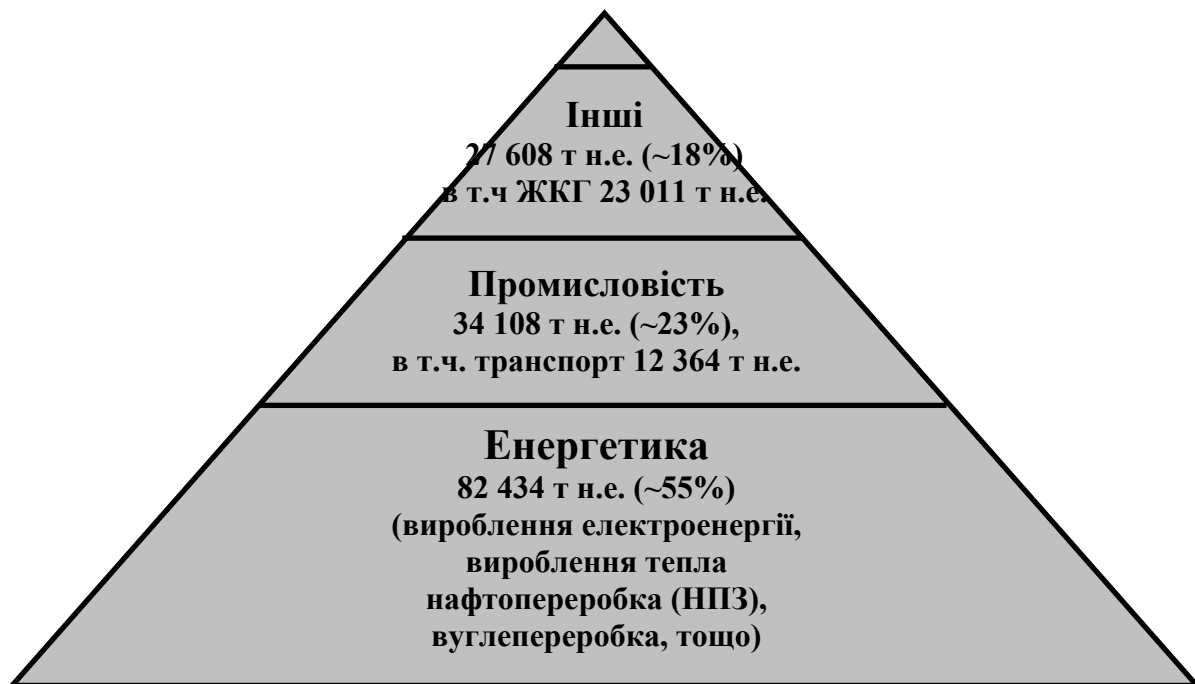 Інші
27 608 т н.е. (~18%)
в т.ч ЖКГ 23 011 т н.е.
Промисловість
34 108 т н.е. (~23%),
в т.ч. транспорт 12 364 т н.е.
Енергетика
82 434 т н.е. (~55%)
(вироблення електроенергії,
вироблення тепла
нафтопереробка (НПЗ),
вуглепереробка, тощо)